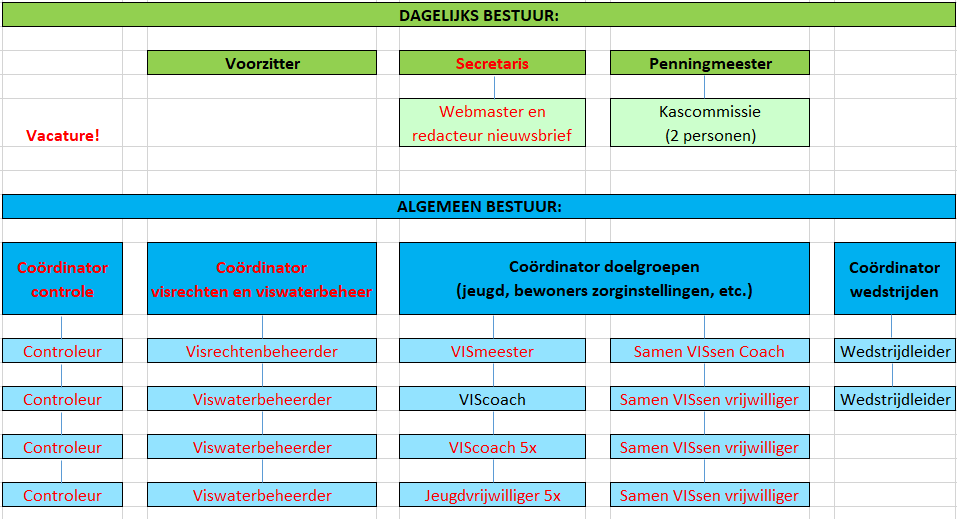 DAGELIJKS BESTUUR:
Voorzitter
Secretaris
Penningmeester
Vacature!
Webmaster en
redacteur nieuwsbrief
Kascommissie
(2 personen)
ALGEMEEN BESTUUR:
Coördinator
controle
Coördinator
visrechten en viswaterbeheer
Coördinator doelgroepen
(jeugd, bewoners zorginstellingen, etc.)
Coördinator
wedstrijden
Controleur
Visrechtenbeheerder
VISmeester
Samen VISsen Coach
Wedstrijdleider
Controleur
Viswaterbeheerder
VIScoach
Samen VISsen vrijwilliger
Wedstrijdleider
Controleur
Viswaterbeheerder
VIScoach 5x
Samen VISsen vrijwilliger
Controleur
Viswaterbeheerder
Jeugdvrijwilliger 5x
Samen VISsen vrijwilliger